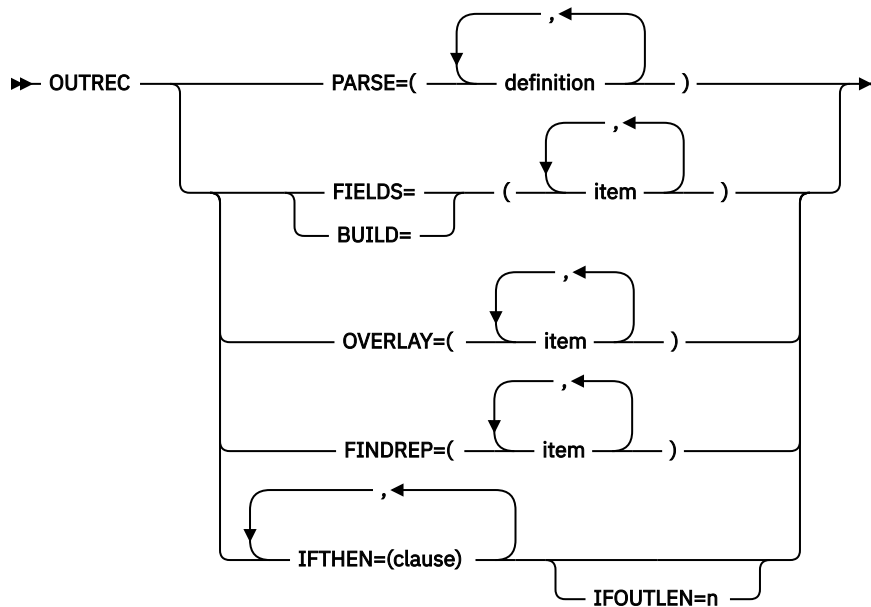 ,
OUTREC PARSE=( definition )
,
FIELDS= ( item )
BUILD=
,
OVERLAY=( item )
,
FINDREP=( item )
,
IFTHEN=(clause)
IFOUTLEN=n